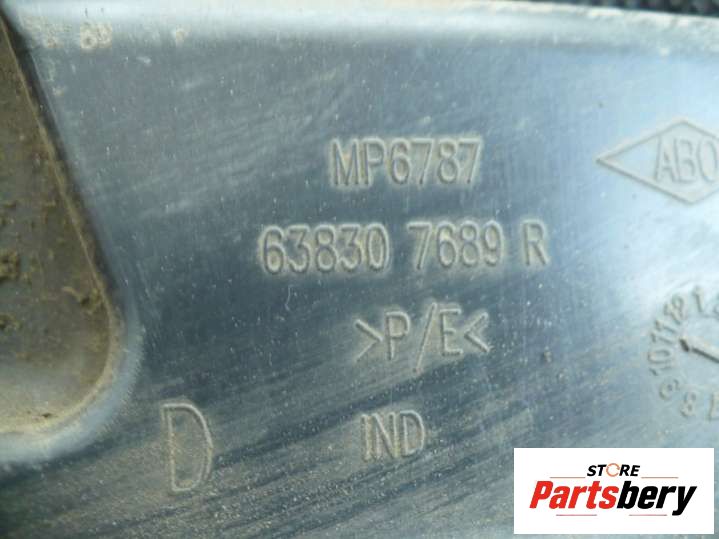 MP6787
ABO
63830 7689 R
>P/E<
D
IND
STORE
Partsbery